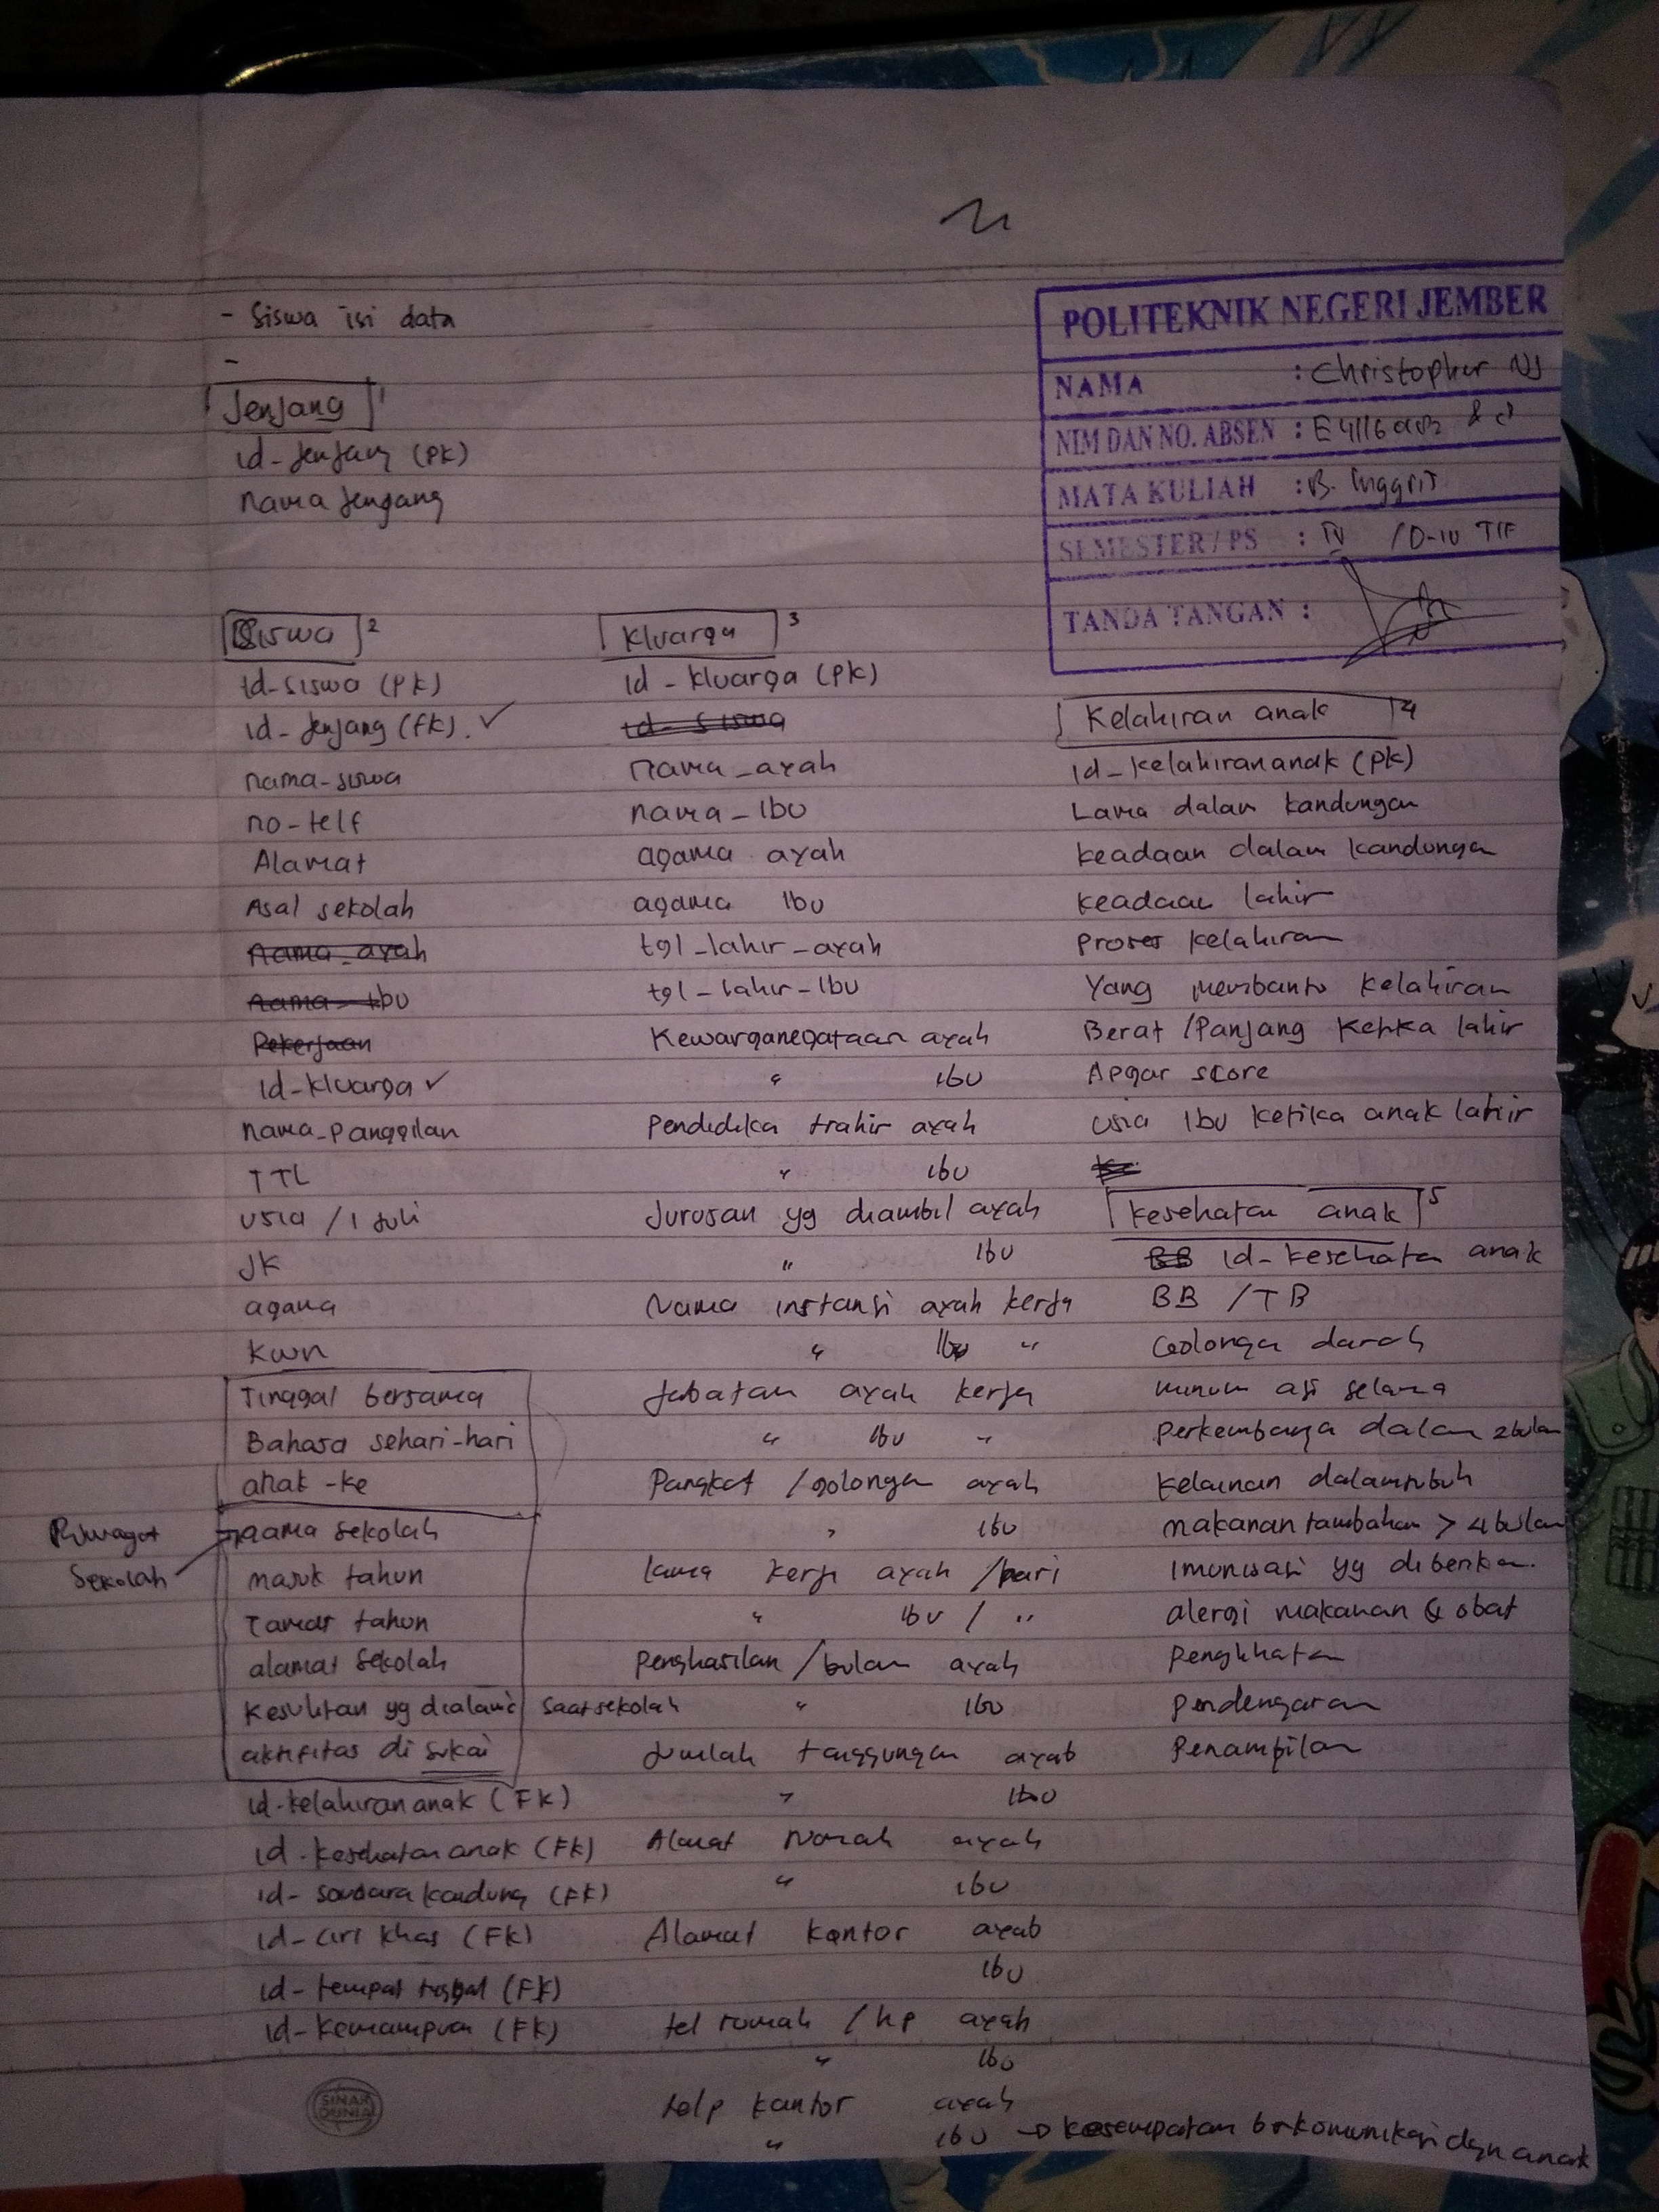 - Siswa isi data
-
POLITEKNIK NEGERI JEMBER
NAMA : Christopher NS
NIM DAN NO. ABSEN :
MATA KULIAH : B. Inggris
SEMESTER / PS : IV / D-IV TIF
TANDA TANGAN :
Jenjang 1
id-jenjang (PK)
nama jenjang
Siswa 2
id-siswa (PK)
id-jenjang (FK). ✓
nama-siswa
no-telf
Alamat
Asal sekolah
nama_ayah
nama_ibu
Pekerjaan
id-kluarga ✓
nama_panggilan
TTL
usia / 1 juli
JK
agama
kwn
Tinggal bersama
Bahasa sehari-hari
anak -ke
Riwayat
Sekolah
nama sekolah
masuk tahun
Tamat tahun
alamat sekolah
kesulitan yg dialami saat sekolah
aktifitas di sukai
id-kelahiran anak (FK)
id-kesehatan anak (FK)
id-saudara kandung (FK)
id-ciri khas (FK)
id-tempat tinggal (FK)
id-kemampuan (FK)
SINAR DUNIA
kluarga 3
id-kluarga (PK)
id-siswa
nama_ayah
nama_ibu
agama ayah
agama ibu
tgl_lahir_ayah
tgl_lahir_ibu
Kewarganegataan ayah
" ibu
Pendidika trahir ayah
" ibu
Jurusan yg diambil ayah
" ibu
Nama instansi ayah kerja
" ibu "
Jabatan ayah kerja
" ibu "
Pangkat / golongan ayah
" ibu
lama kerja ayah / hari
" ibu / "
Penghasilan / bulan ayah
" ibu
Jumlah tanggungan ayah
" ibu
Alamat rumah ayah
" ibu
Alamat kantor ayah
ibu
tel rumah / hp ayah
" ibu
telp kantor ayah
" ibu → kesempatan berkomunikasi dgn anak
Kelahiran anak 4
id_kelahiran anak (PK)
Lama dalam kandungan
keadaan dalam kandungan
keadaan lahir
proses kelahiran
Yang membantu kelahiran
Berat / Panjang ketika lahir
Apgar score
usia ibu ketika anak lahir
kesehatan anak 5
BB id-kesehatan anak
BB / TB
Golongan darah
minum asi selama
Perkembangan dalam 2 bulan
kelainan dalam tubuh
makanan tambahan > 4 bulan
Imunisasi yg diberikan.
alergi makanan & obat
Penglihatan
Pendengaran
Penampilan